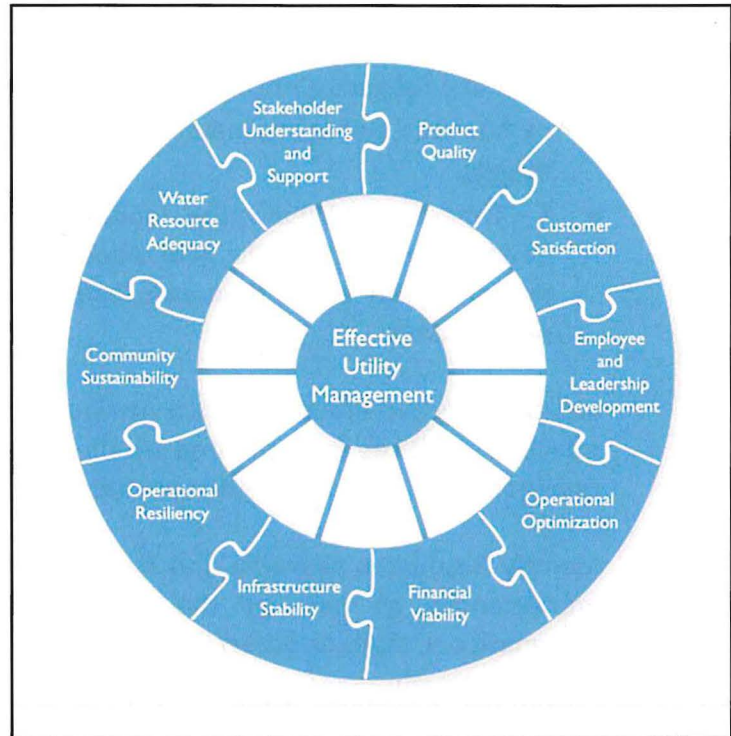 Stakeholder
Understanding
and
Support
Product
Quality
Customer
Satisfaction
Employee
and
Leadership
Development
Operational
Optimization
Financial
Viability
Infrastructure
Stability
Operational
Resiliency
Community
Sustainability
Water
Resource
Adequacy
Effective
Utility
Management